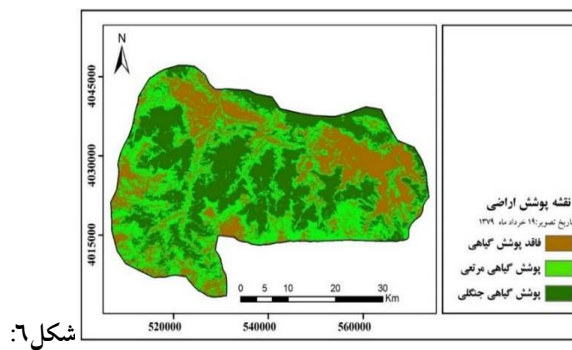 N
4045000
4030000
4015000
520000
540000
560000
0 5 10 20 30
Km
نقشه پوشش اراضی
تاریخ تصویر:۱۹ خرداد ماه ۱۳۷۹
فاقد پوشش گیاهی
پوشش گیاهی مرتعی
پوشش گیاهی جنگلی
شکل٦: